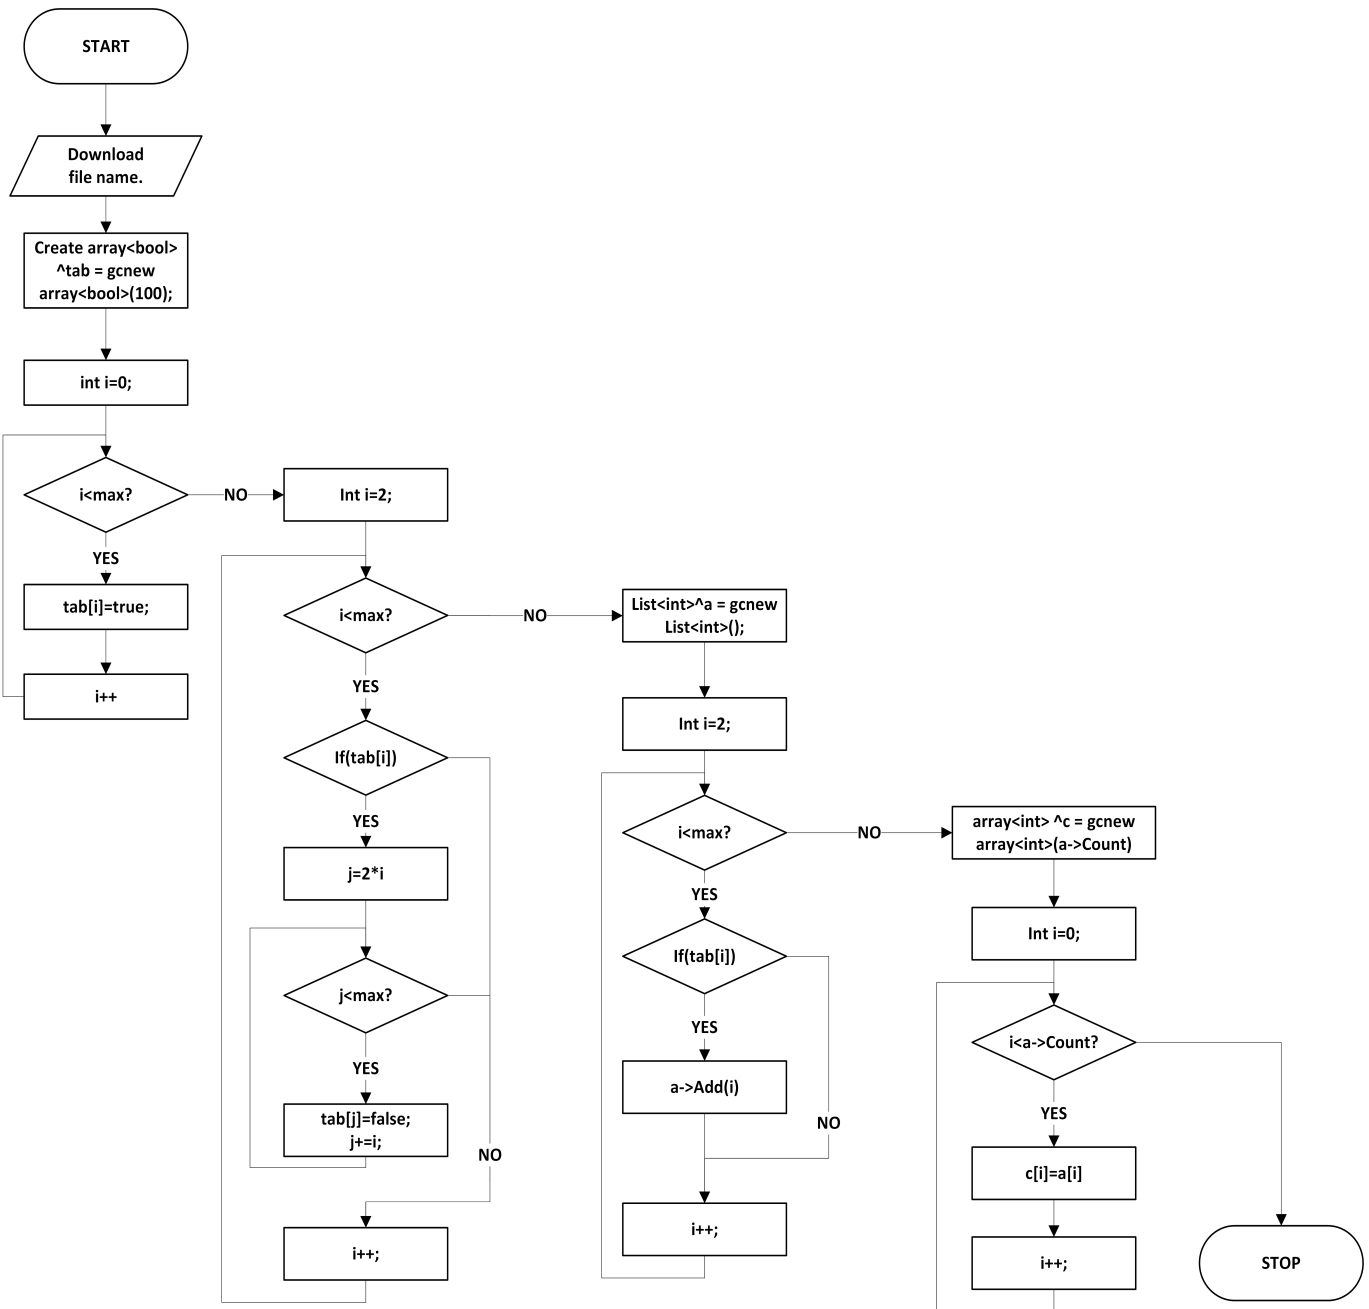 START
Download
file name.
Create array<bool>
^tab = gcnew
array<bool>(100);
int i=0;
i<max?
NO
YES
tab[i]=true;
i++
Int i=2;
i<max?
NO
YES
If(tab[i])
YES
j=2*i
j<max?
YES
tab[j]=false;
j+=i;
NO
i++;
List<int>^a = gcnew
List<int>();
Int i=2;
i<max?
NO
YES
If(tab[i])
YES
a->Add(i)
NO
i++;
array<int> ^c = gcnew
array<int>(a->Count)
Int i=0;
i<a->Count?
YES
c[i]=a[i]
i++;
STOP